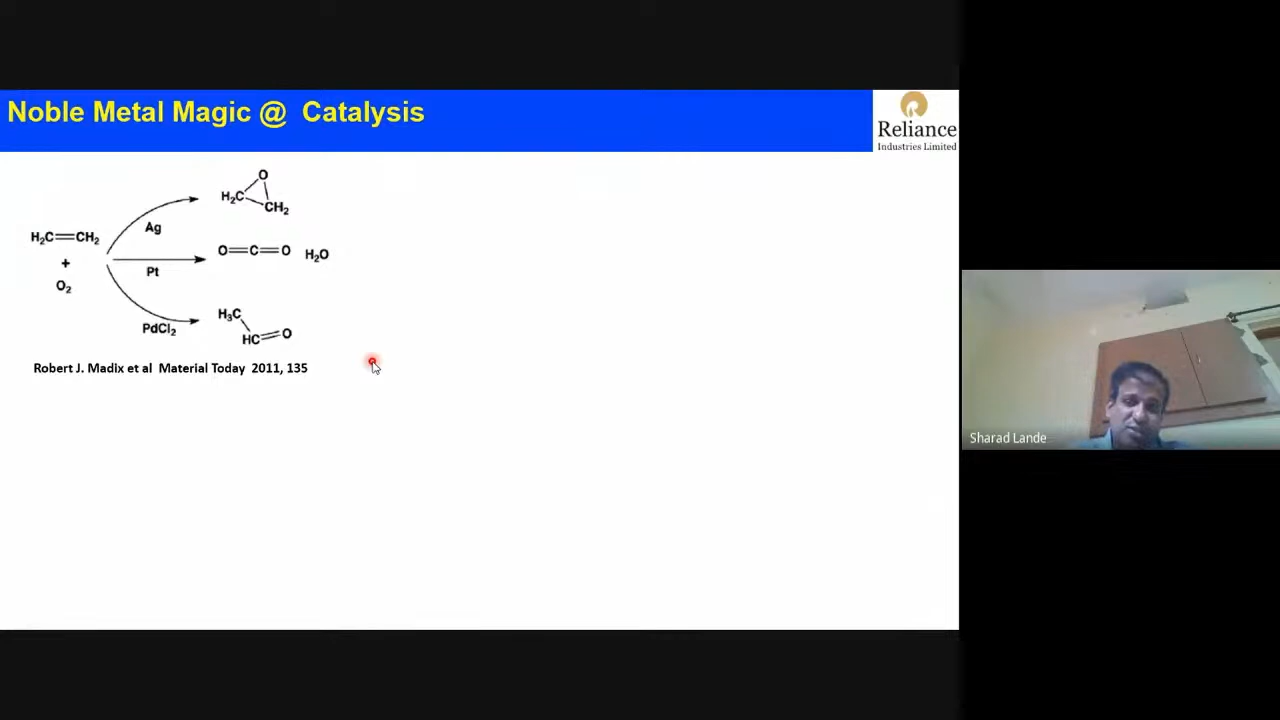 Noble Metal Magic @ Catalysis
Reliance
Industries Limited
O
H₂C
CH₂
Ag
H₂C=CH₂
+
O₂
O=C=O H₂O
Pt
H₃C
HC=O
PdCl₂
Robert J. Madix et al Material Today 2011, 135
Sharad Lande